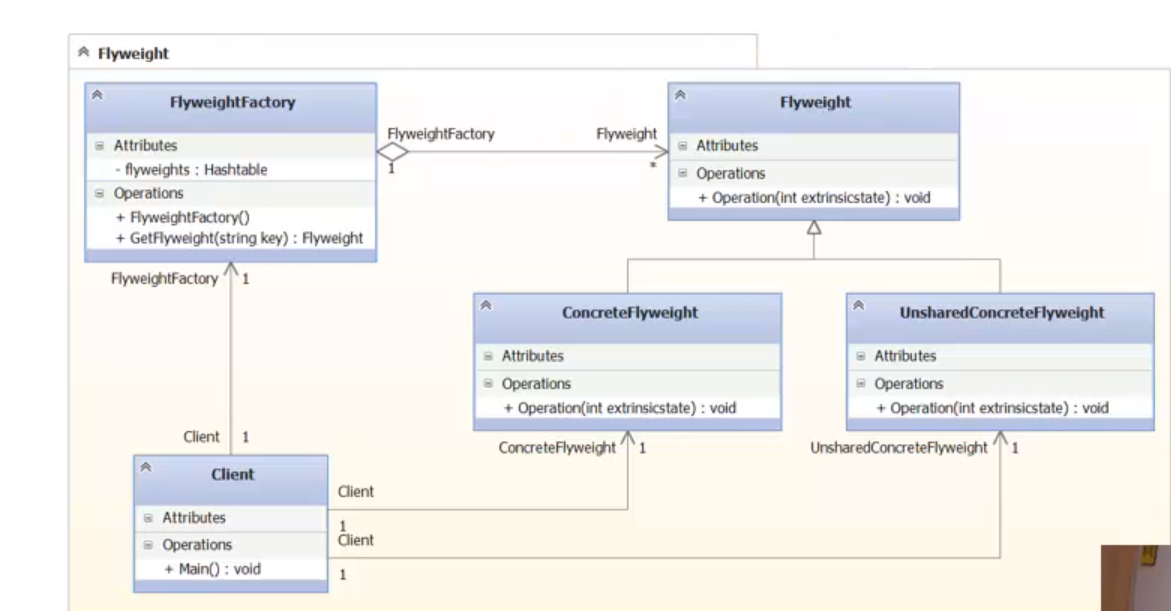 Flyweight
FlyweightFactory
Attributes
- flyweights : Hashtable
Operations
+ FlyweightFactory()
+ GetFlyweight(string key) : Flyweight
FlyweightFactory
1
Flyweight
*
Flyweight
Attributes
Operations
+ Operation(int extrinsicstate) : void
FlyweightFactory 1
ConcreteFlyweight
Attributes
Operations
+ Operation(int extrinsicstate) : void
UnsharedConcreteFlyweight
Attributes
Operations
+ Operation(int extrinsicstate) : void
Client 1
Client
Attributes
Operations
+ Main() : void
ConcreteFlyweight 1
UnsharedConcreteFlyweight 1
Client
1
Client
1